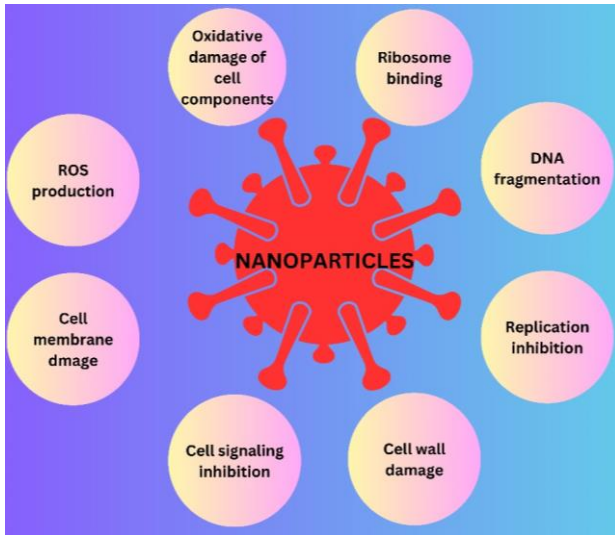 Oxidative
damage of
cell
components
Ribosome
binding
ROS
production
DNA
fragmentation
NANOPARTICLES
Cell
membrane
dmage
Replication
inhibition
Cell signaling
inhibition
Cell wall
damage